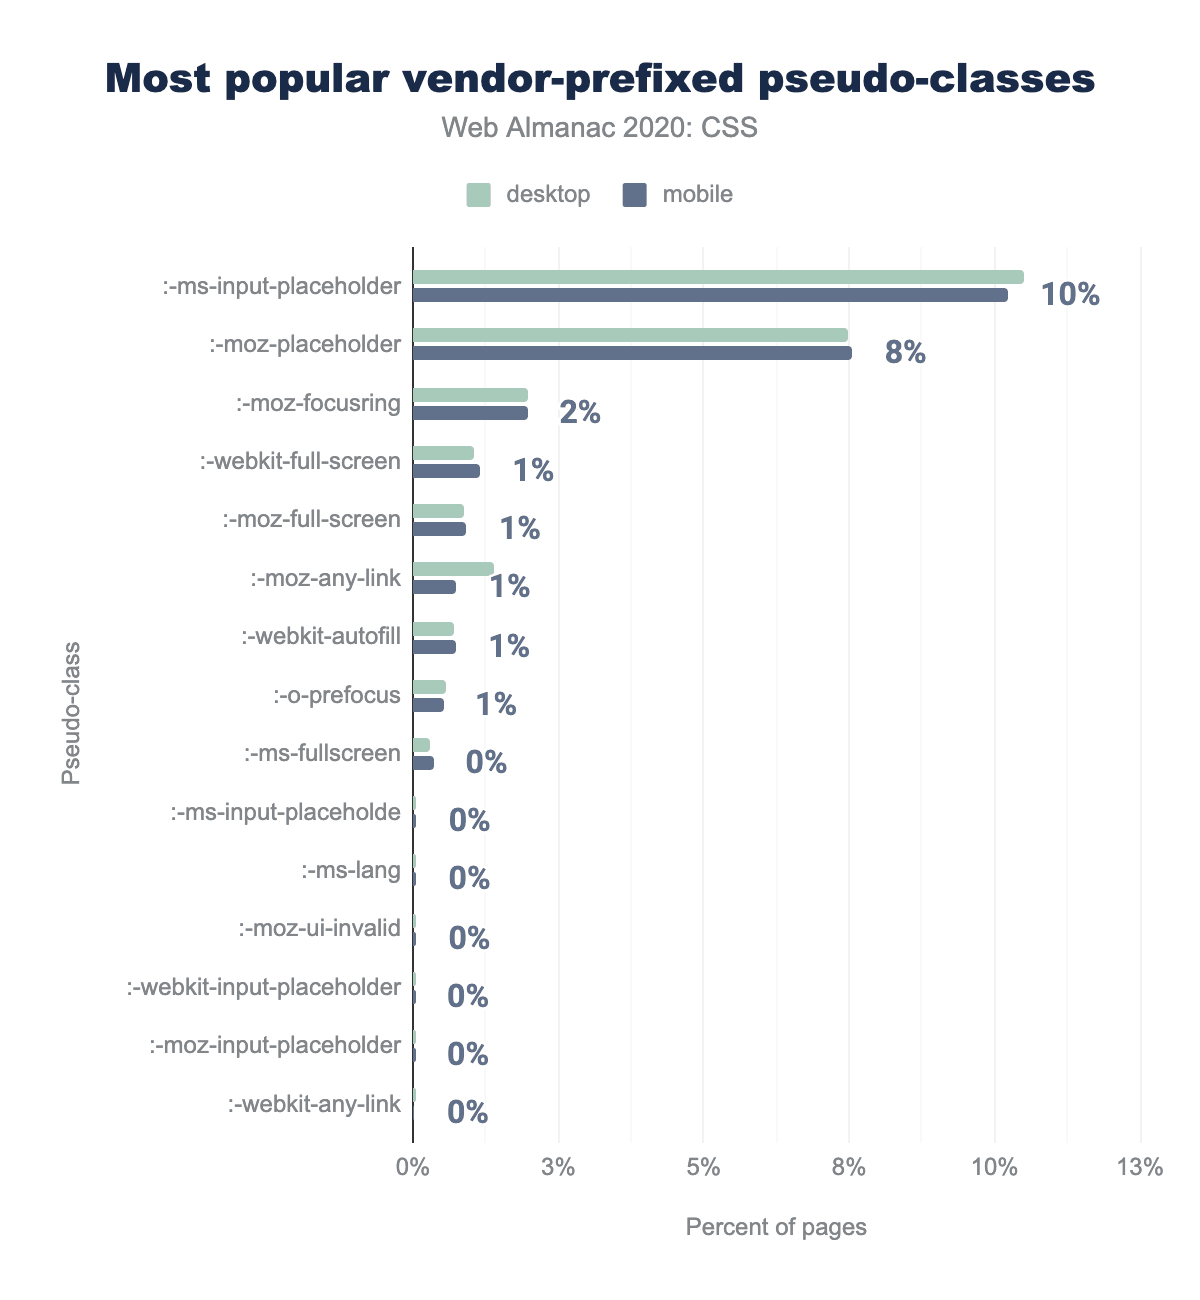 Most popular vendor-prefixed pseudo-classes
Web Almanac 2020: CSS
desktop mobile
:-ms-input-placeholder 10%
:-moz-placeholder 8%
:-moz-focusring 2%
:-webkit-full-screen 1%
:-moz-full-screen 1%
:-moz-any-link 1%
:-webkit-autofill 1%
:-o-prefocus 1%
:-ms-fullscreen 0%
:-ms-input-placeholde 0%
:-ms-lang 0%
:-moz-ui-invalid 0%
:-webkit-input-placeholder 0%
:-moz-input-placeholder 0%
:-webkit-any-link 0%
Pseudo-class
0% 3% 5% 8% 10% 13%
Percent of pages